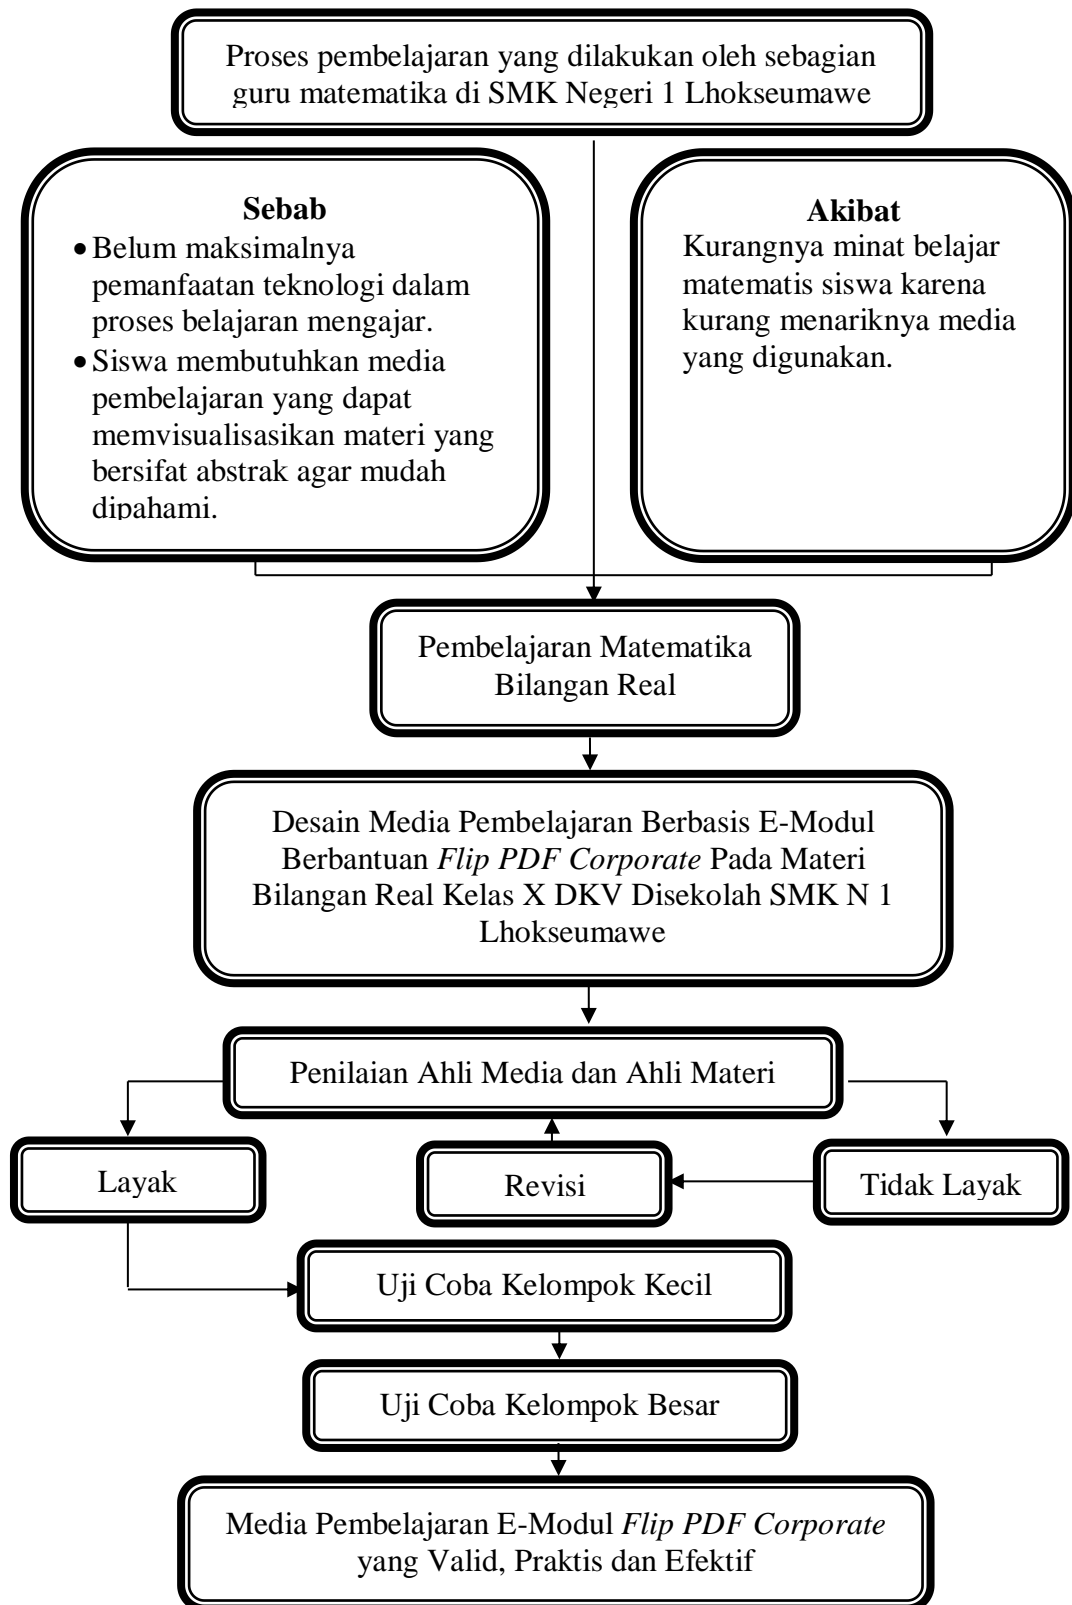 Proses pembelajaran yang dilakukan oleh sebagian
guru matematika di SMK Negeri 1 Lhokseumawe
Sebab
• Belum maksimalnya
pemanfaatan teknologi dalam
proses belajaran mengajar.
• Siswa membutuhkan media
pembelajaran yang dapat
memvisualisasikan materi yang
bersifat abstrak agar mudah
dipahami.
Akibat
Kurangnya minat belajar
matematis siswa karena
kurang menariknya media
yang digunakan.
Pembelajaran Matematika
Bilangan Real
Desain Media Pembelajaran Berbasis E-Modul
Berbantuan Flip PDF Corporate Pada Materi
Bilangan Real Kelas X DKV Disekolah SMK N 1
Lhokseumawe
Penilaian Ahli Media dan Ahli Materi
Layak
Revisi
Tidak Layak
Uji Coba Kelompok Kecil
Uji Coba Kelompok Besar
Media Pembelajaran E-Modul Flip PDF Corporate
yang Valid, Praktis dan Efektif